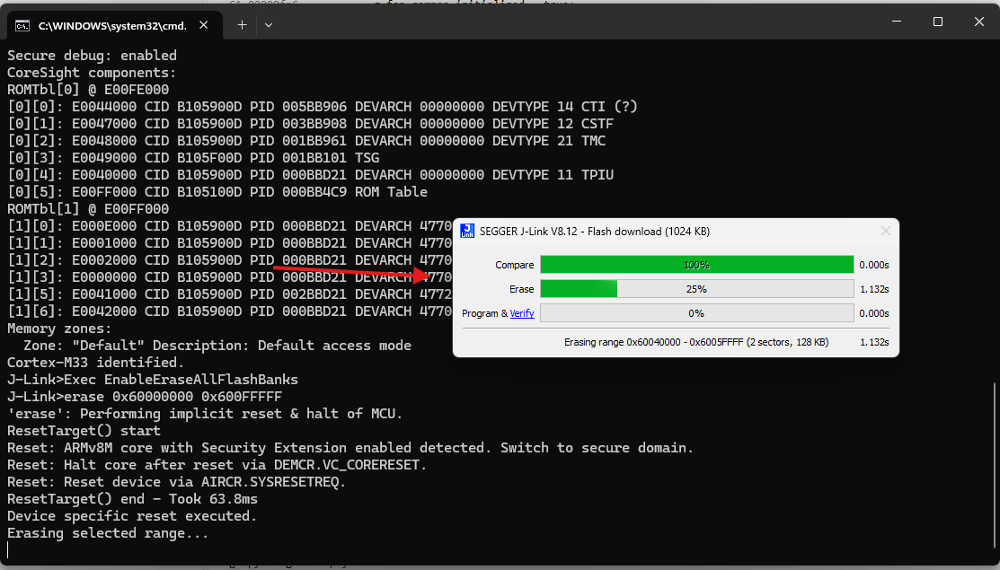 C:\WINDOWS\system32\cmd.
Secure debug: enabled
CoreSight components:
ROMTbl[0] @ E00FE000
[0][0]: E0044000 CID B105900D PID 005BB906 DEVARCH 00000000 DEVTYPE 14 CTI (?)
[0][1]: E0047000 CID B105900D PID 003BB908 DEVARCH 00000000 DEVTYPE 12 CSTF
[0][2]: E0048000 CID B105900D PID 001BB961 DEVARCH 00000000 DEVTYPE 21 TMC
[0][3]: E0049000 CID B105F00D PID 001BB101 TSG
[0][4]: E0040000 CID B105900D PID 000BBD21 DEVARCH 00000000 DEVTYPE 11 TPIU
[0][5]: E00FF000 CID B105100D PID 000BB4C9 ROM Table
ROMTbl[1] @ E00FF000
[1][0]: E000E000 CID B105900D PID 000BBD21 DEVARCH 4770
[1][1]: E0001000 CID B105900D PID 000BBD21 DEVARCH 4770
[1][2]: E0002000 CID B105900D PID 000BBD21 DEVARCH 4770
[1][3]: E0000000 CID B105900D PID 000BBD21 DEVARCH 4770
[1][5]: E0041000 CID B105900D PID 002BBD21 DEVARCH 4772
[1][6]: E0042000 CID B105900D PID 000BBD21 DEVARCH 4770
Memory zones:
Zone: "Default" Description: Default access mode
Cortex-M33 identified.
J-Link>Exec EnableEraseAllFlashBanks
J-Link>erase 0x60000000 0x600FFFFF
'erase': Performing implicit reset & halt of MCU.
ResetTarget() start
Reset: ARMv8M core with Security Extension enabled detected. Switch to secure domain.
Reset: Halt core after reset via DEMCR.VC_CORERESET.
Reset: Reset device via AIRCR.SYSRESETREQ.
ResetTarget() end - Took 63.8ms
Device specific reset executed.
Erasing selected range...
SEGGER J-Link V8.12 - Flash download (1024 KB)
Compare 100% 0.000s
Erase 25% 1.132s
Program & Verify 0% 0.000s
Erasing range 0x60040000 - 0x6005FFFF (2 sectors, 128 KB) 1.132s